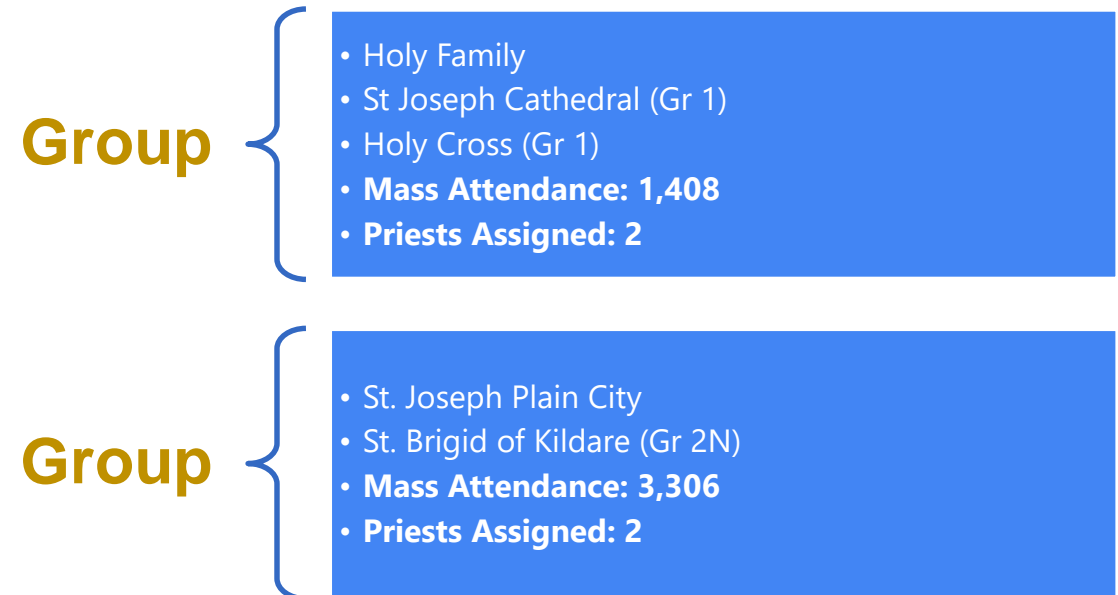 Group
• Holy Family
• St Joseph Cathedral (Gr 1)
• Holy Cross (Gr 1)
• Mass Attendance: 1,408
• Priests Assigned: 2
Group
• St. Joseph Plain City
• St. Brigid of Kildare (Gr 2N)
• Mass Attendance: 3,306
• Priests Assigned: 2